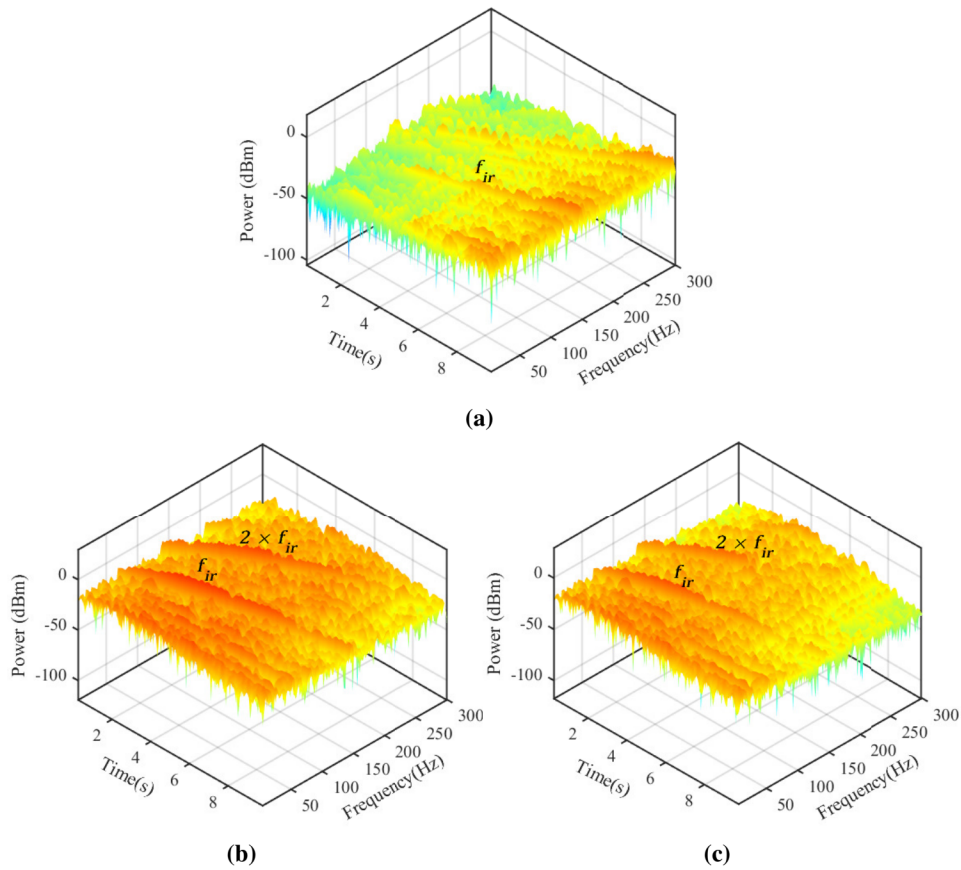 0
-50
-100
Power (dBm)
f_ir
2
4
6
8
Time(s)
50
100
150
200
250
300
Frequency(Hz)
(a)
0
-50
-100
Power (dBm)
2 × f_ir
f_ir
2
4
6
8
Time(s)
50
100
150
200
250
300
Frequency(Hz)
(b)
0
-50
-100
Power (dBm)
2 × f_ir
f_ir
2
4
6
8
Time(s)
50
100
150
200
250
300
Frequency(Hz)
(c)